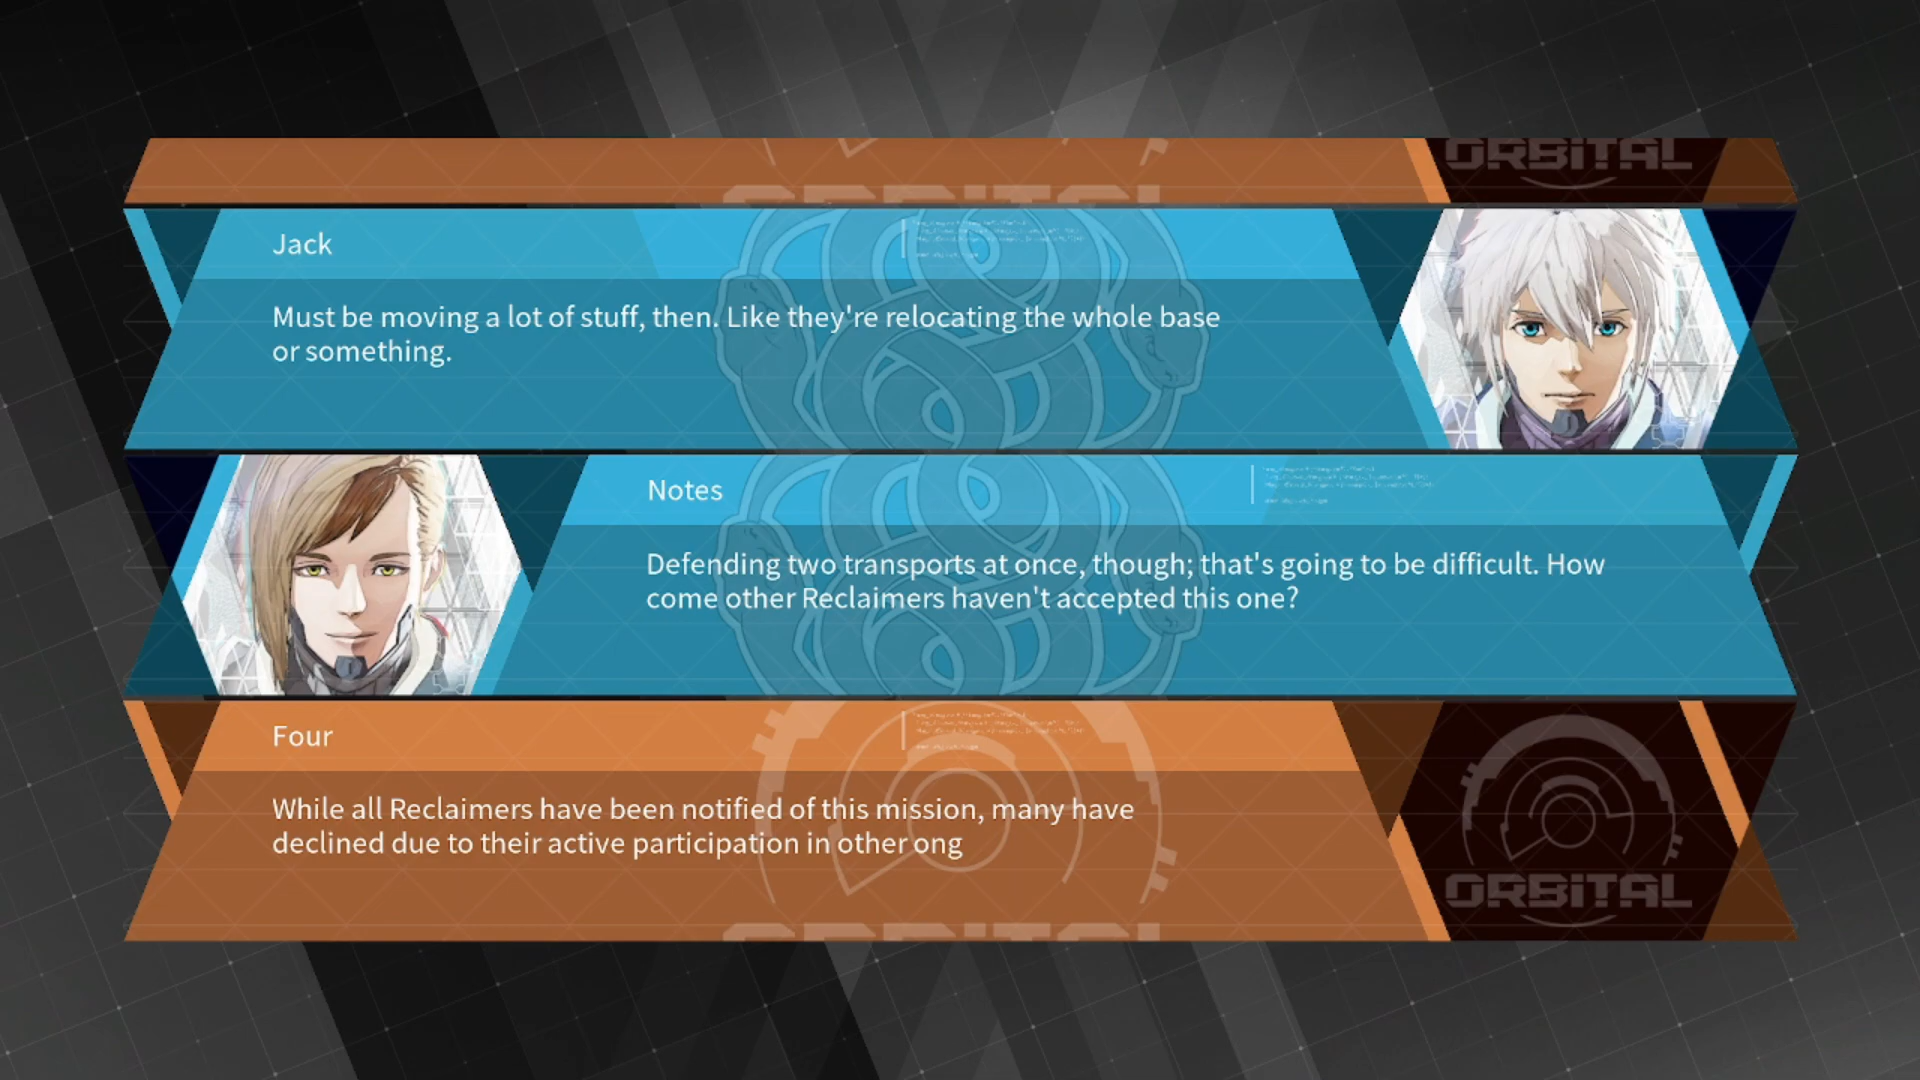 ORBiTAL
Jack
Must be moving a lot of stuff, then. Like they're relocating the whole base
or something.
Notes
Defending two transports at once, though; that's going to be difficult. How
come other Reclaimers haven't accepted this one?
Four
While all Reclaimers have been notified of this mission, many have
declined due to their active participation in other ong
ORBiTAL